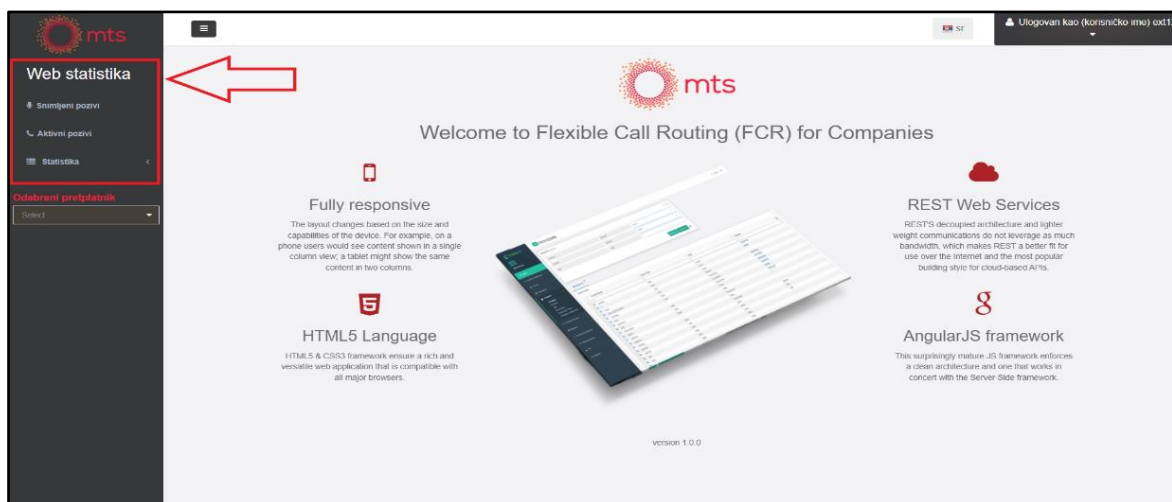 mts
sr
Ulogovan kao (korisničko ime)
Web statistika
Snimljeni pozivi
Aktivni pozivi
Statistika
Odabrani pretplatnik
Select
mts
Welcome to Flexible Call Routing (FCR) for Companies
Fully responsive
The layout changes based on the size and
capabilities of the device. For example, on a
phone users would see content shown in a single
column view; a tablet might show the same
content in two columns.
REST Web Services
REST'S decoupled architecture and lighter
weight communications do not leverage as much
bandwidth, which makes REST a better fit for
use over the Internet and the most popular
building style for cloud-based APIs.
HTML5 Language
HTML5 & CSS3 framework ensure a rich and
versatile web application that is compatible with
all major browsers.
AngularJS framework
This surprisingly mature JS framework enforces
a clean architecture and one that works in
concert with the Server-Side framework.
version 1.0.0